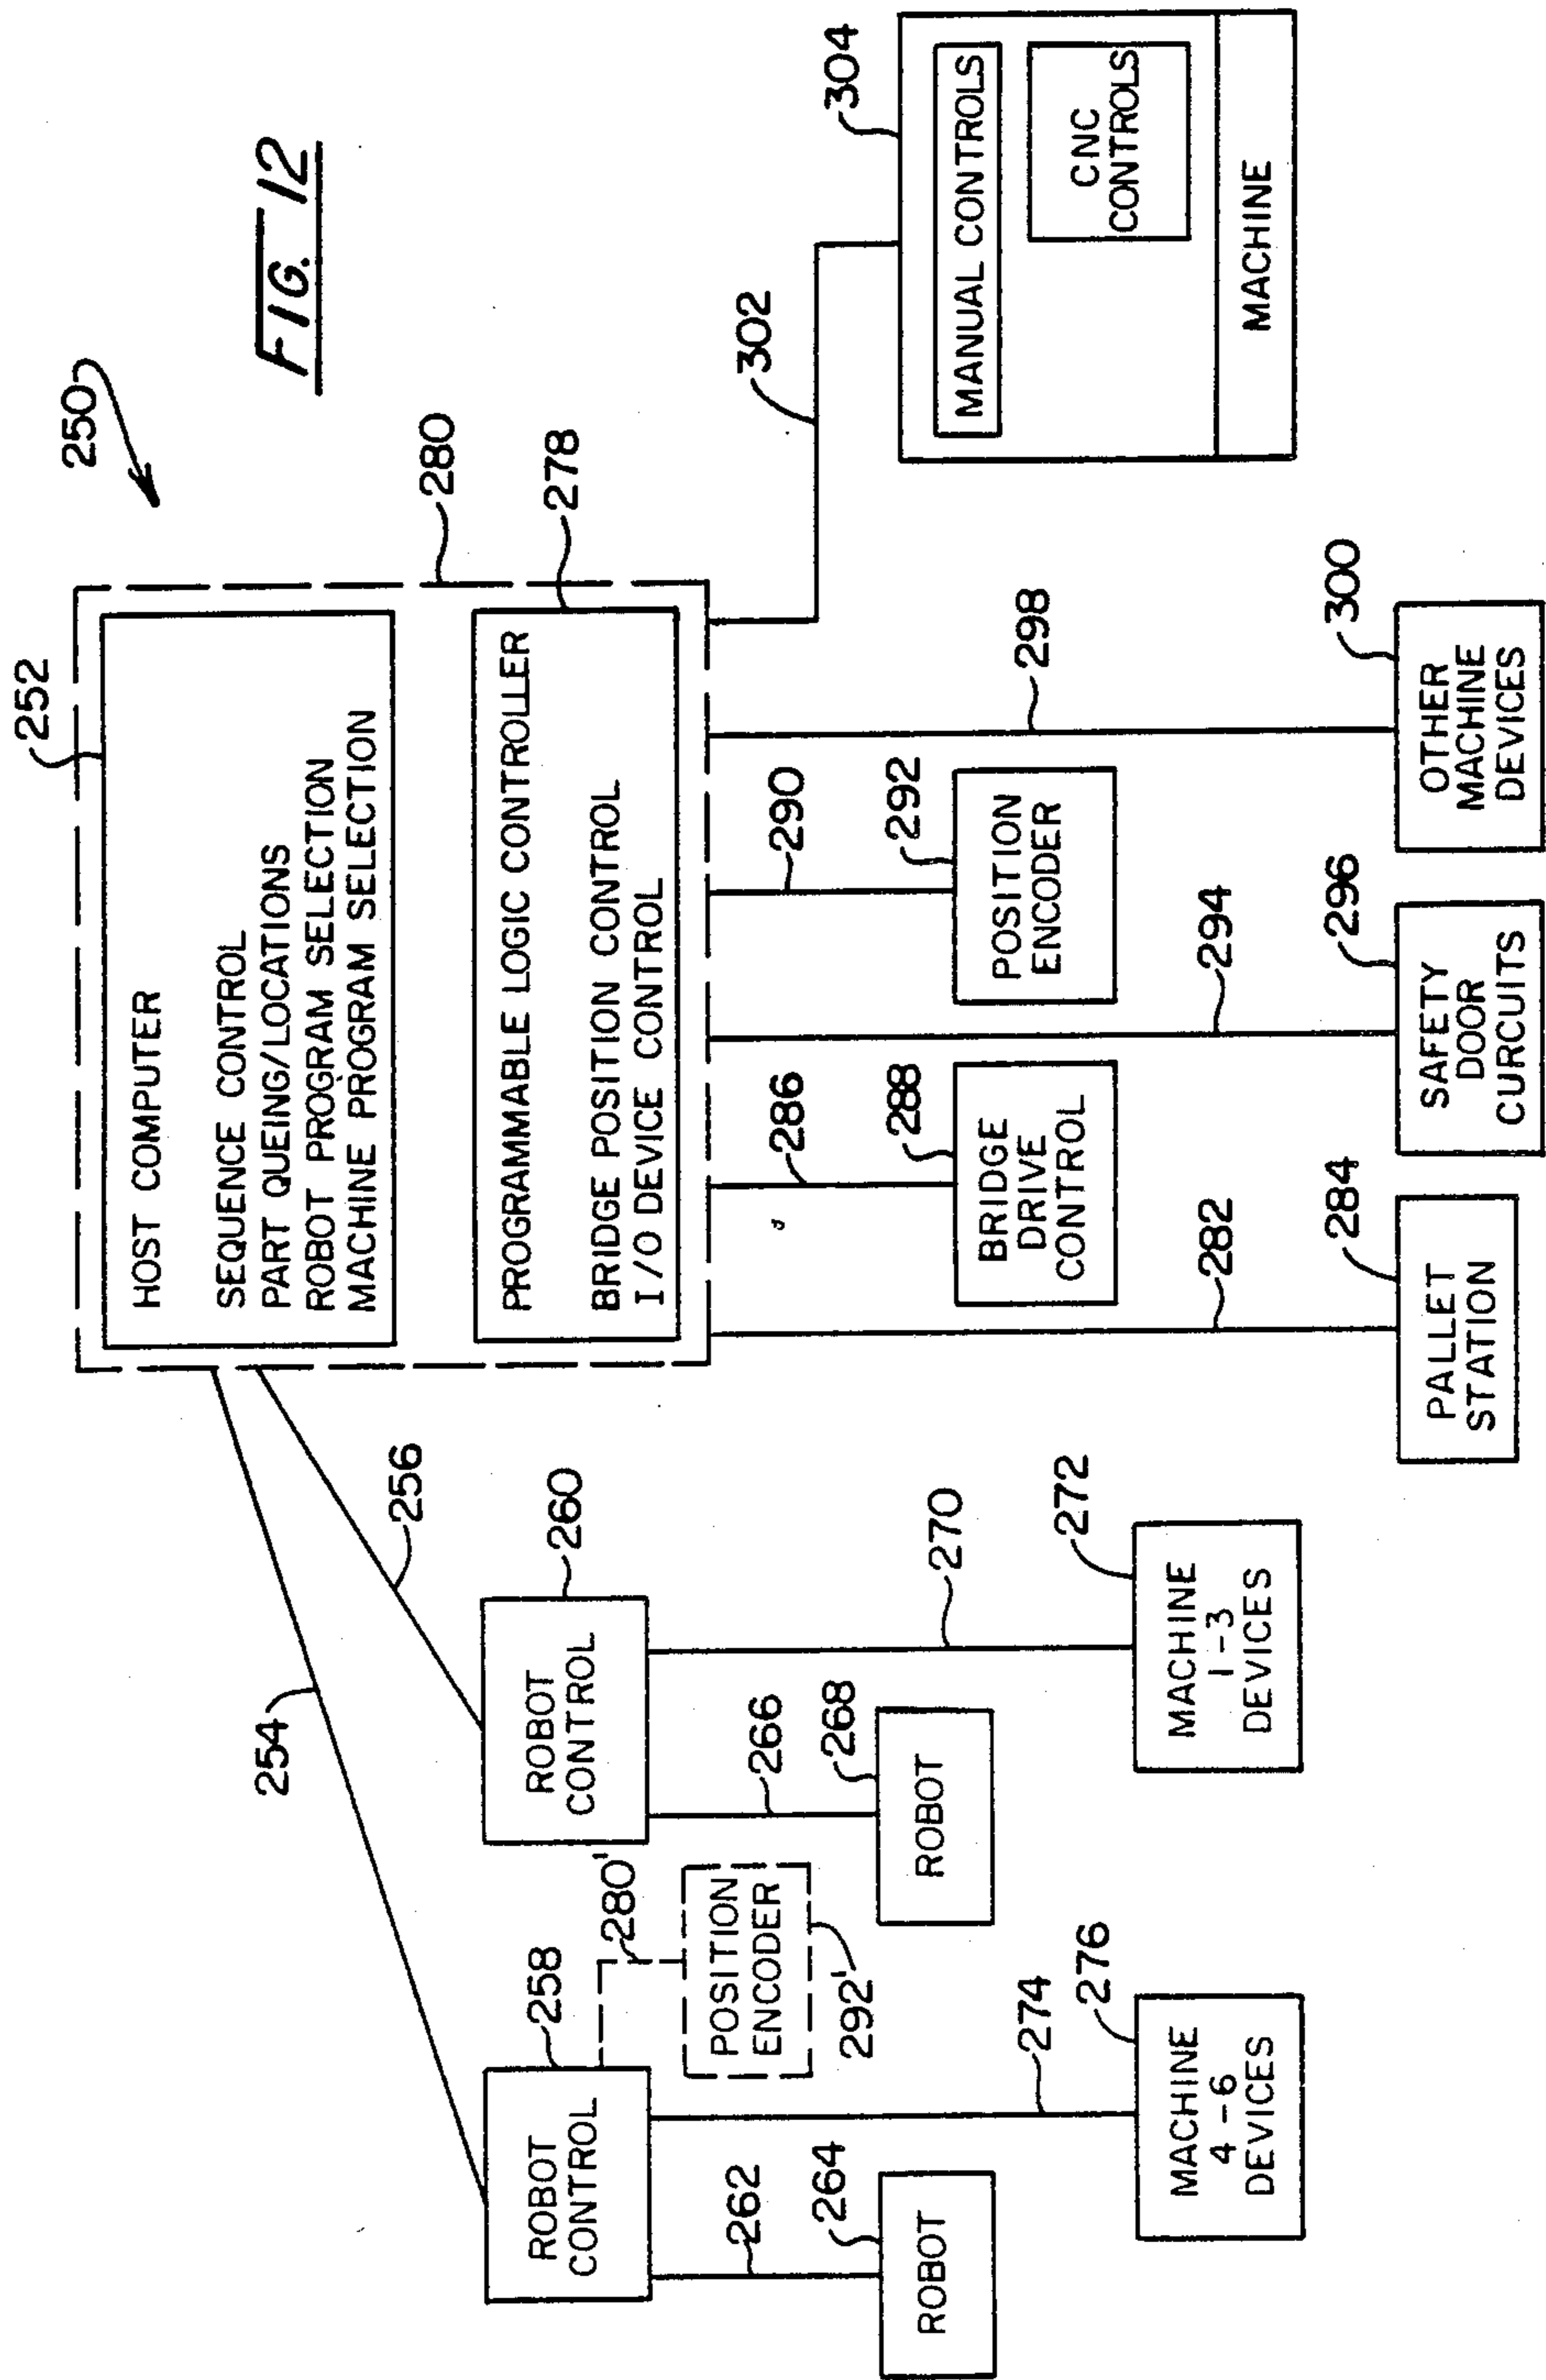 FIG. 12
250
252
280
HOST COMPUTER
SEQUENCE CONTROL
PART QUEING/LOCATIONS
ROBOT PROGRAM SELECTION
MACHINE PROGRAM SELECTION
278
PROGRAMMABLE LOGIC CONTROLLER
BRIDGE POSITION CONTROL
I/O DEVICE CONTROL
254
256
258
ROBOT
CONTROL
260
ROBOT
CONTROL
280'
POSITION
ENCODER
292'
262
264
ROBOT
274
276
MACHINE
4-6
DEVICES
266
268
ROBOT
270
272
MACHINE
1-3
DEVICES
282
284
PALLET
STATION
286
288
BRIDGE
DRIVE
CONTROL
294
296
SAFETY
DOOR
CURCUITS
290
292
POSITION
ENCODER
298
300
OTHER
MACHINE
DEVICES
302
304
MANUAL CONTROLS
CNC
CONTROLS
MACHINE